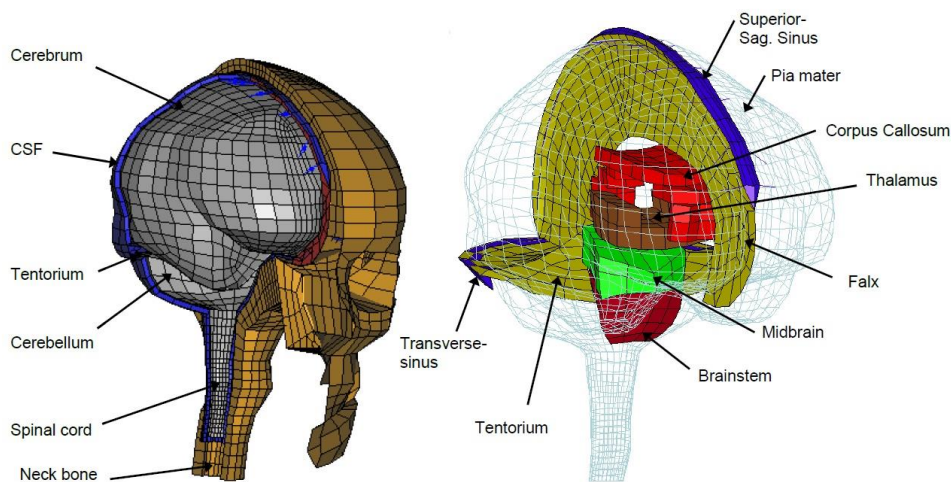 Cerebrum
CSF
Tentorium
Cerebellum
Spinal cord
Neck bone
Superior-
Sag. Sinus
Pia mater
Corpus Callosum
Thalamus
Falx
Midbrain
Brainstem
Transverse-
sinus
Tentorium